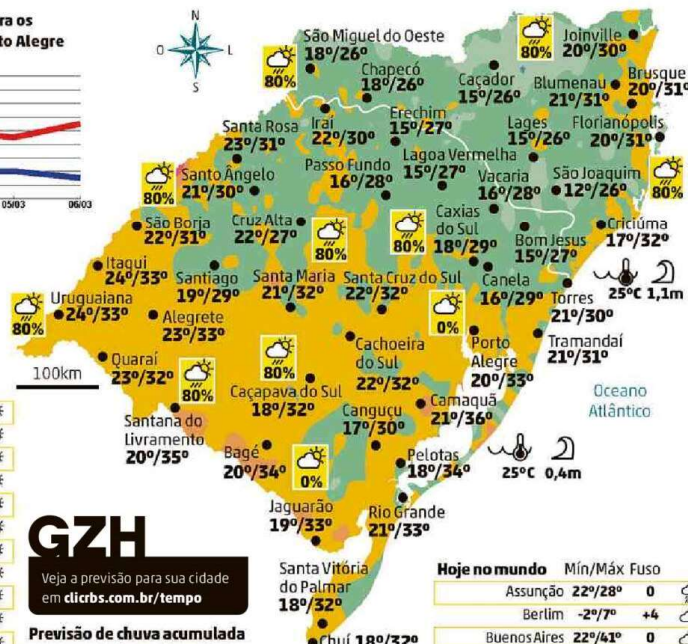 ra os
to Alegre
05/03
06/03
N
O
L
S
São Miguel do Oeste
18º/26º
80%
Chapecó
18º/26º
Caçador
15º/26º
80%
Joinville
20º/30º
Blumenau
21º/31º
Brusque
20º/31º
Erechim
15º/27º
Iraí
22º/30º
Santa Rosa
23º/31º
Lages
15º/26º
Florianópolis
20º/31º
Passo Fundo
16º/28º
Lagoa Vermelha
15º/27º
Vacaria
16º/28º
São Joaquim
12º/26º
80%
80%
Santo Ângelo
21º/30º
São Borja
22º/31º
Cruz Alta
22º/27º
80%
80%
Caxias
do Sul
18º/29º
Bom Jesus
15º/27º
Criciúma
17º/32º
Itaqui
24º/33º
Santiago
19º/29º
Santa Maria
21º/32º
Santa Cruz do Sul
22º/32º
Canela
16º/29º
Torres
21º/30º
25ºC 1,1m
80%
Uruguaiana
24º/33º
Alegrete
23º/33º
0%
Porto
Alegre
20º/33º
Tramandaí
21º/31º
Quaraí
23º/32º
100km
80%
80%
Caçapava do Sul
18º/32º
Cachoeira
do Sul
22º/32º
Camaquã
21º/36º
Oceano
Atlântico
Santana do
Livramento
20º/35º
Canguçu
17º/30º
Bagé
20º/34º
0%
Pelotas
18º/34º
25ºC 0,4m
Jaguarão
19º/33º
Rio Grande
21º/33º
GZH
Veja a previsão para sua cidade
em clicrbs.com.br/tempo
Santa Vitória
do Palmar
18º/32º
Chuí 18º/32º
Previsão de chuva acumulada
Hoje no mundo Mín/Máx Fuso
Assunção 22º/28º 0
Berlim -2º/7º +4
Buenos Aires 22º/41º 0